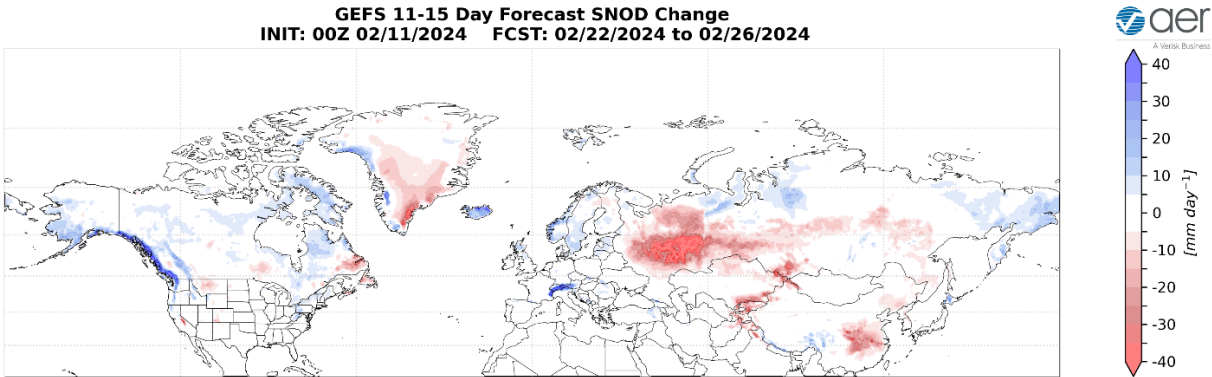 GEFS 11-15 Day Forecast SNOD Change
INIT: 00Z 02/11/2024 FCST: 02/22/2024 to 02/26/2024
aer
A Verisk Business
40
30
20
10
0
-10
-20
-30
-40
[mm day⁻¹]